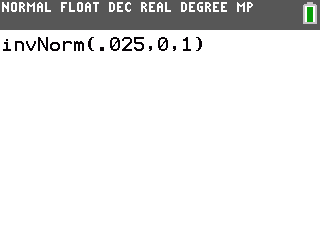 NORMAL FLOAT DEC REAL DEGREE MP
invNorm(.025,0,1)